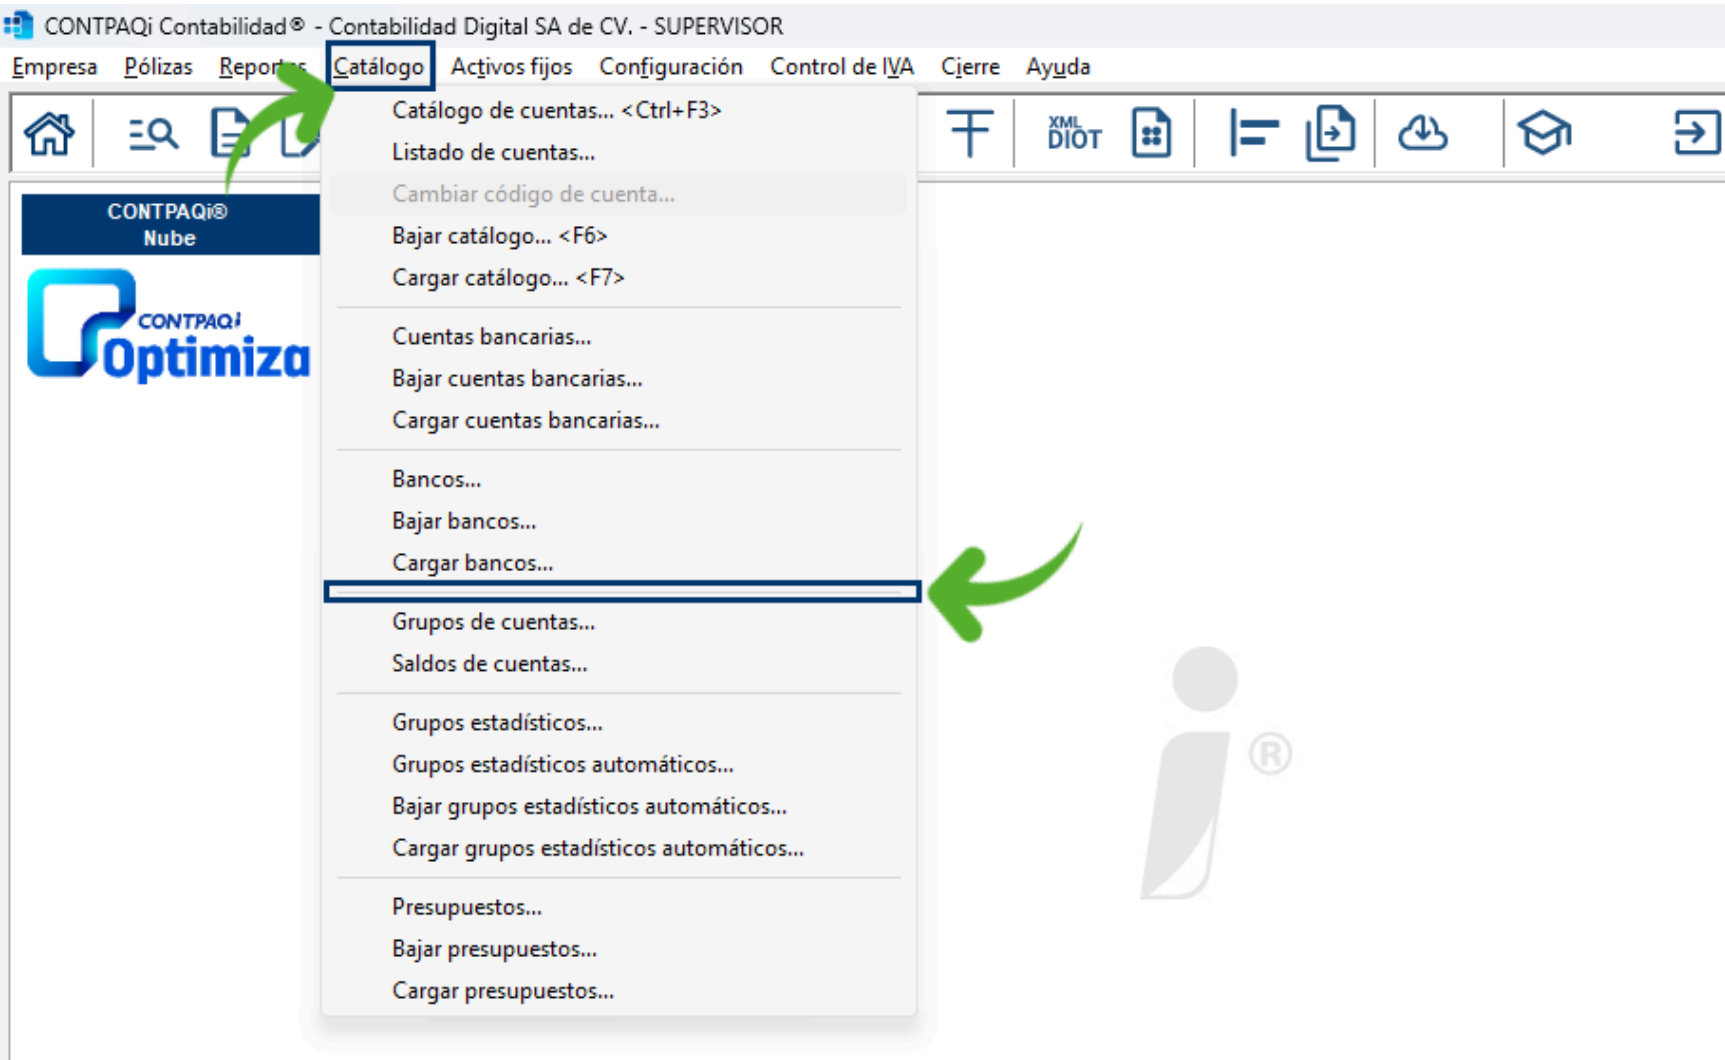 CONTPAQi Contabilidad® - Contabilidad Digital SA de CV. - SUPERVISOR
Empresa Pólizas Reportes Catálogo Activos fijos Configuración Control de IVA Cierre Ayuda
XML
DIOT
CONTPAQi®
Nube
CONTPAQi
Optimiza
Catálogo de cuentas... <Ctrl+F3>
Listado de cuentas...
Cambiar código de cuenta...
Bajar catálogo... <F6>
Cargar catálogo... <F7>
Cuentas bancarias...
Bajar cuentas bancarias...
Cargar cuentas bancarias...
Bancos...
Bajar bancos...
Cargar bancos...
Grupos de cuentas...
Saldos de cuentas...
Grupos estadísticos...
Grupos estadísticos automáticos...
Bajar grupos estadísticos automáticos...
Cargar grupos estadísticos automáticos...
Presupuestos...
Bajar presupuestos...
Cargar presupuestos...
i®